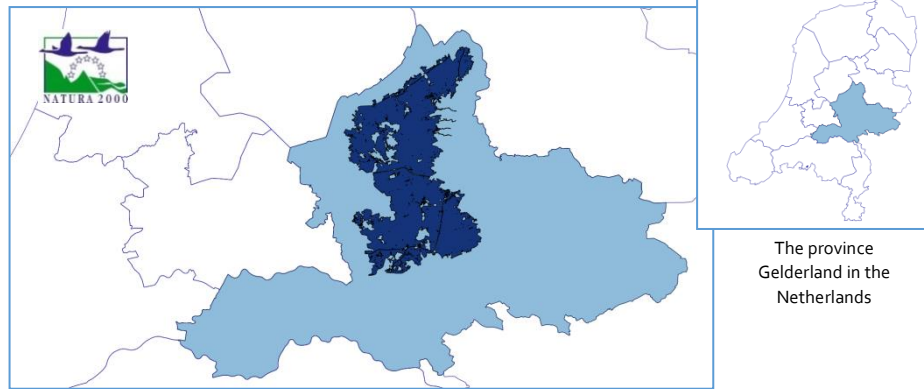 NATURA 2000
The province
Gelderland in the
Netherlands